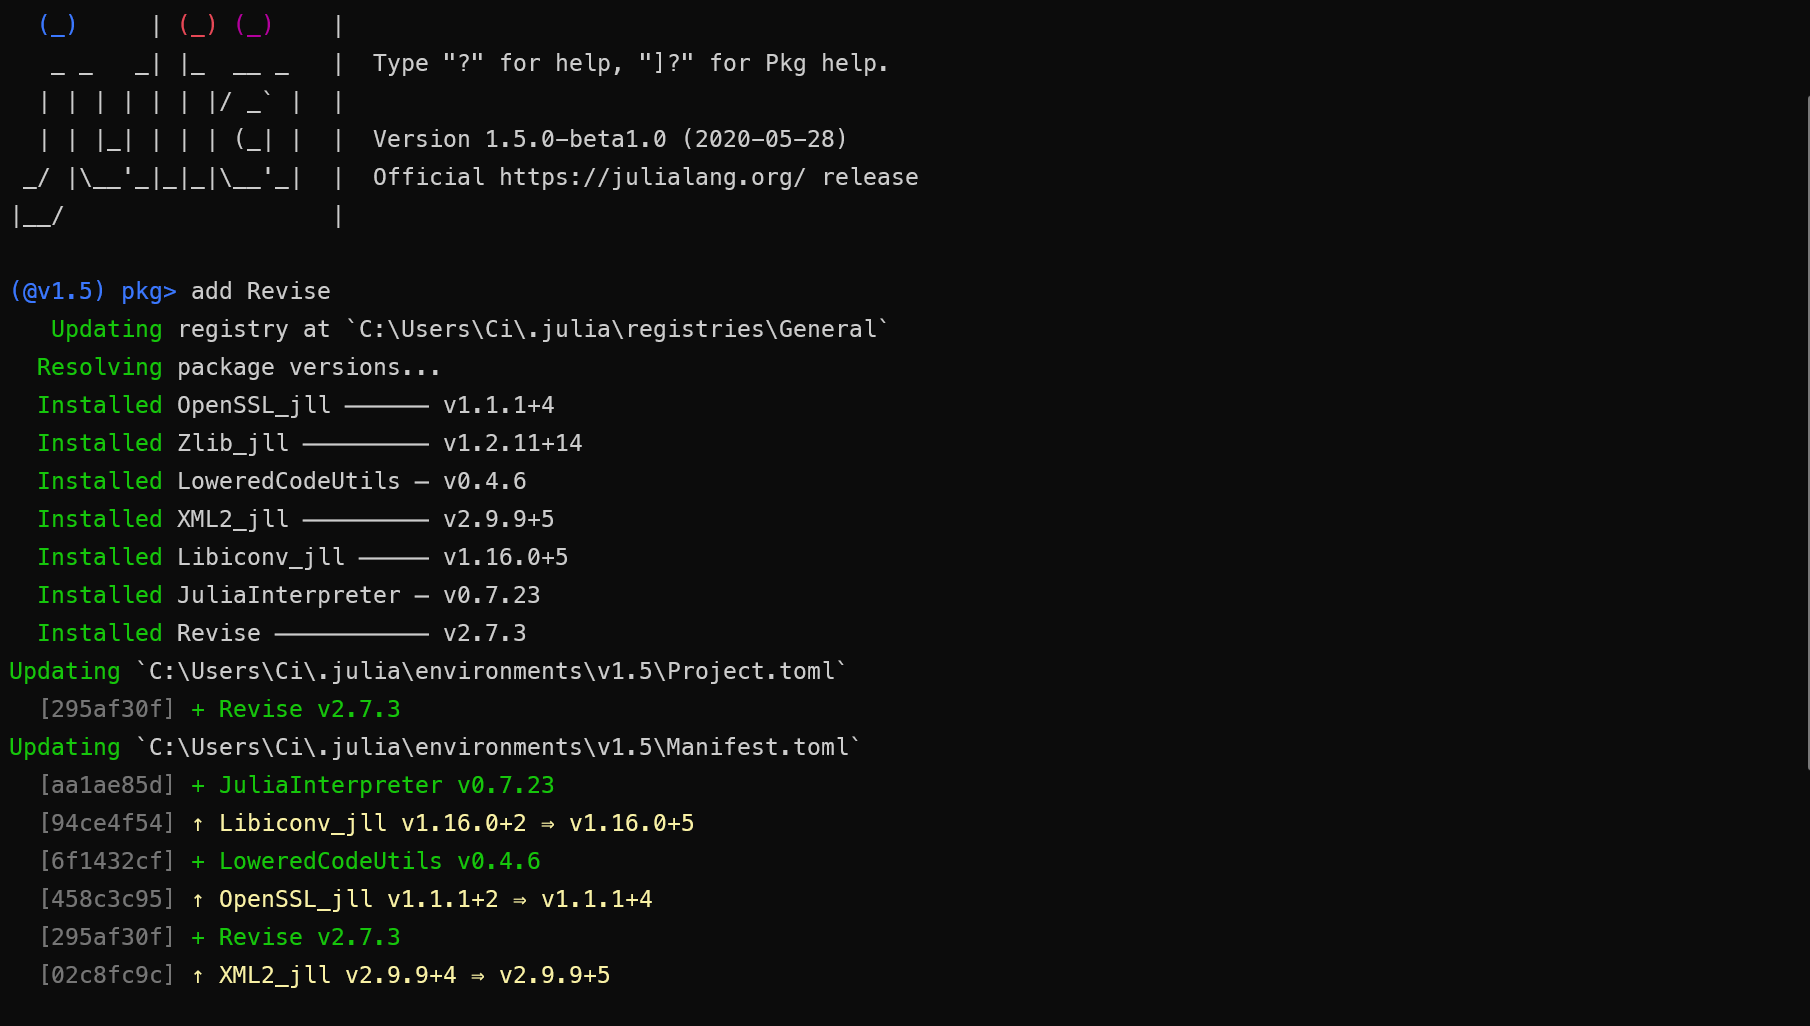 (_)     | (_) (_)    |
   _ _   _| |_  __ _   |  Type "?" for help, "]?" for Pkg help.
  | | | | | | |/ _` |  |
  | | |_| | | | (_| |  |  Version 1.5.0-beta1.0 (2020-05-28)
 _/ |\__'_|_|_|\__'_|  |  Official https://julialang.org/ release
|__/                   |

(@v1.5) pkg> add Revise
   Updating registry at `C:\Users\Ci\.julia\registries\General`
  Resolving package versions...
  Installed OpenSSL_jll ────── v1.1.1+4
  Installed Zlib_jll ───────── v1.2.11+14
  Installed LoweredCodeUtils ─ v0.4.6
  Installed XML2_jll ───────── v2.9.9+5
  Installed Libiconv_jll ───── v1.16.0+5
  Installed JuliaInterpreter ─ v0.7.23
  Installed Revise ─────────── v2.7.3
Updating `C:\Users\Ci\.julia\environments\v1.5\Project.toml`
  [295af30f] + Revise v2.7.3
Updating `C:\Users\Ci\.julia\environments\v1.5\Manifest.toml`
  [aa1ae85d] + JuliaInterpreter v0.7.23
  [94ce4f54] ↑ Libiconv_jll v1.16.0+2 ⇒ v1.16.0+5
  [6f1432cf] + LoweredCodeUtils v0.4.6
  [458c3c95] ↑ OpenSSL_jll v1.1.1+2 ⇒ v1.1.1+4
  [295af30f] + Revise v2.7.3
  [02c8fc9c] ↑ XML2_jll v2.9.9+4 ⇒ v2.9.9+5